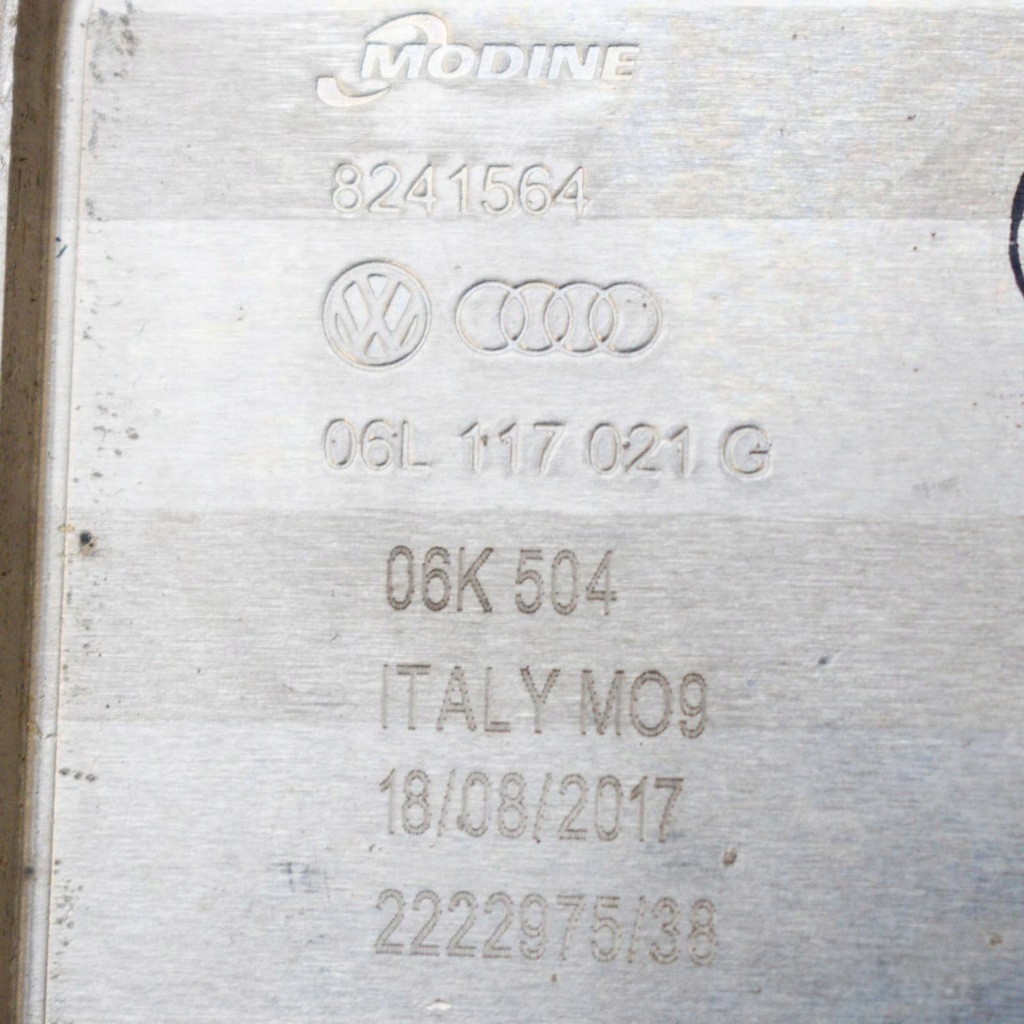 MODINE
8241564
06L 117 021 G
06K 504
ITALY MO9
18/08/2017
2222975/38